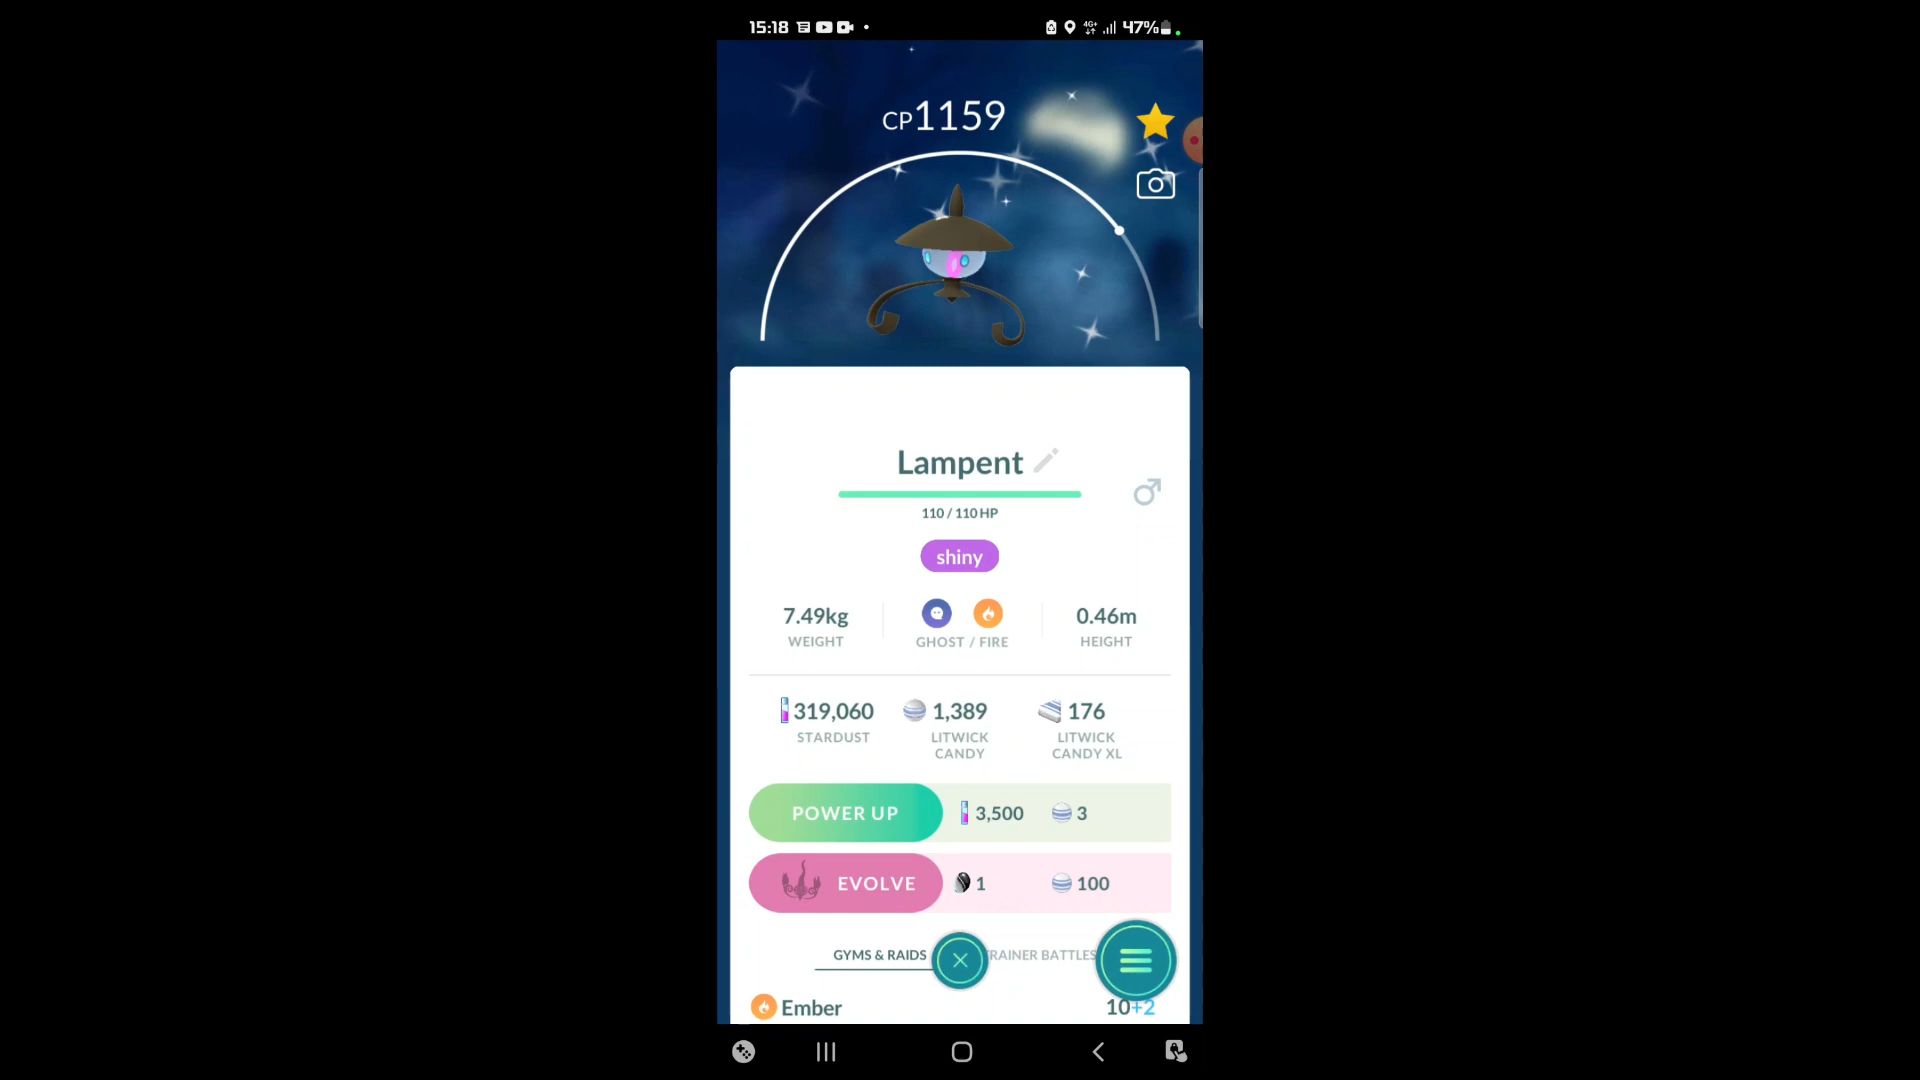 15:18 4G+ 47%
CP1159
Lampent
110 / 110 HP
shiny
7.49kg
WEIGHT
GHOST / FIRE
0.46m
HEIGHT
319,060
STARDUST
1,389
LITWICK
CANDY
176
LITWICK
CANDY XL
POWER UP 3,500 3
EVOLVE 1 100
GYMS & RAIDS RAINER BATTLES
Ember 10+2